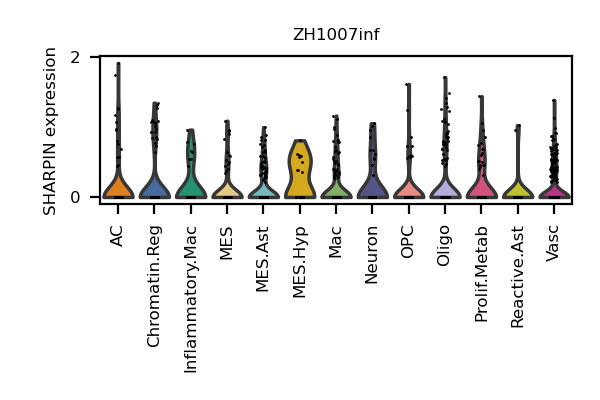 ZH1007inf
SHARPIN expression
2
0
AC
Chromatin.Reg
Inflammatory.Mac
MES
MES.Ast
MES.Hyp
Mac
Neuron
OPC
Oligo
Prolif.Metab
Reactive.Ast
Vasc